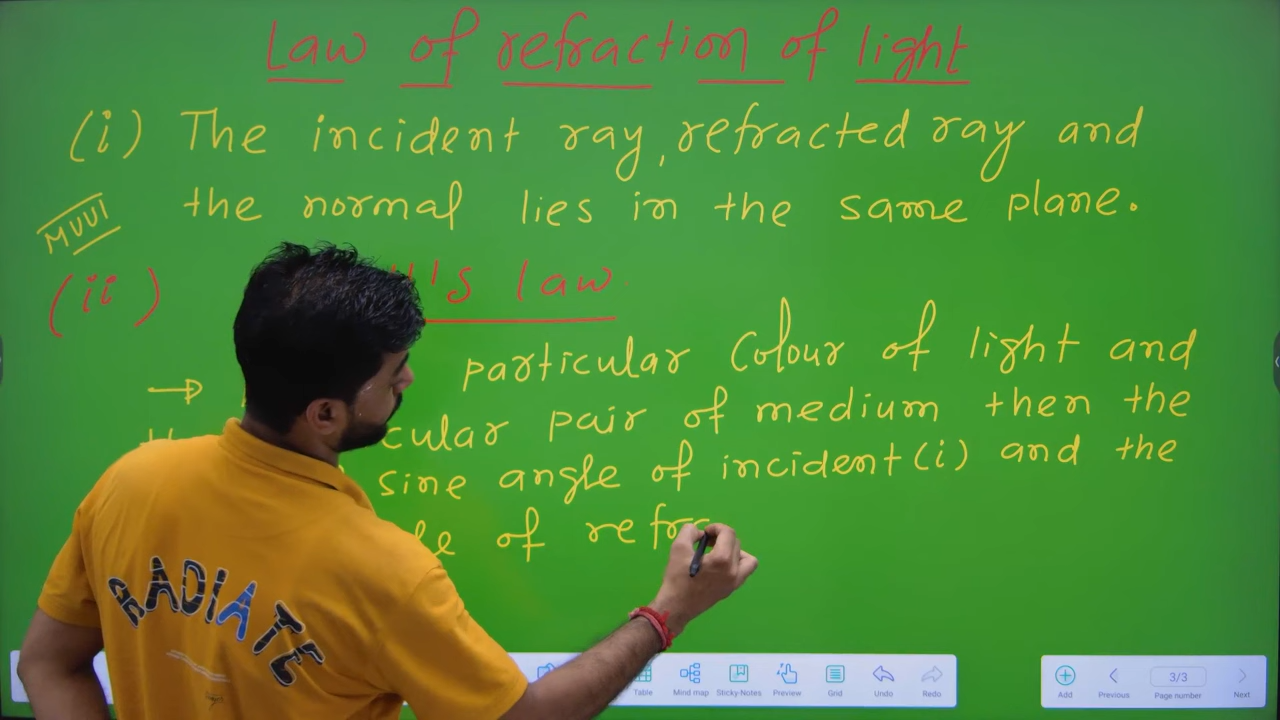 Law of refraction of light
(i) The incident ray, refracted ray and
the normal lies in the same plane.
MVVI
(ii) 's law.
→ particular Colour of light and
cular pair of medium then the
sine angle of incident (i) and the
of refra
RADIATE
Table Mind map Sticky-Notes Preview Grid Undo Redo
Add Previous 3/3 Page number Next